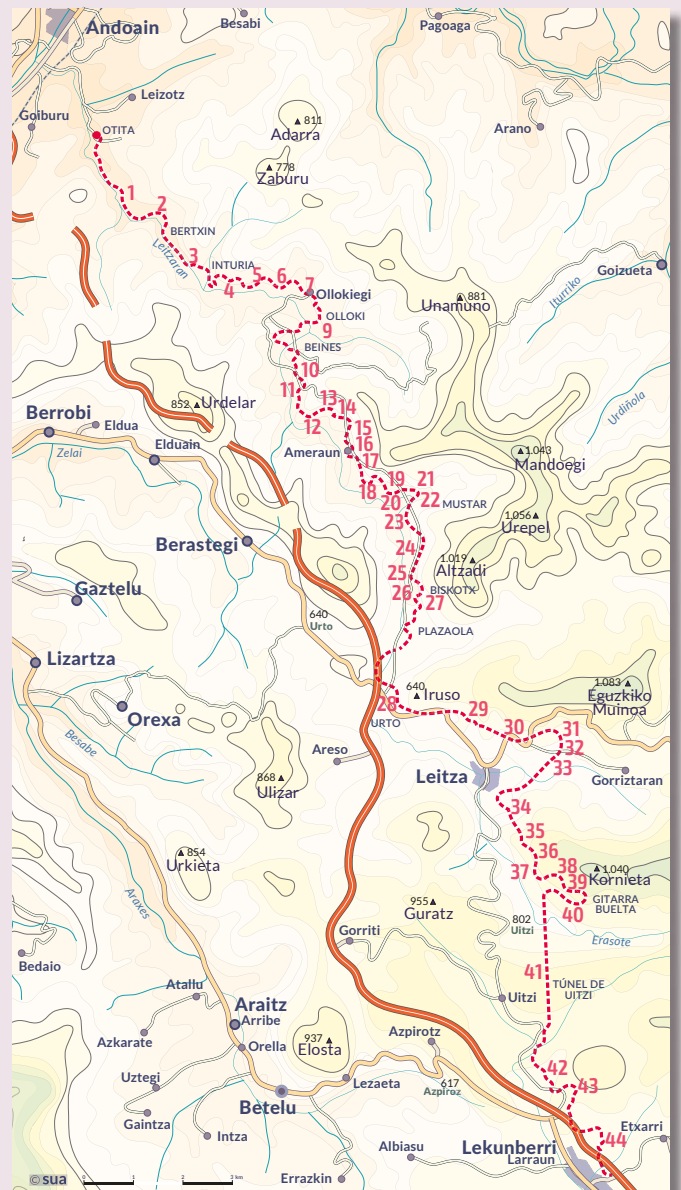 Andoain
Besabi
Pagoaga
Leizotz
Goiburu
OTITA
811
Adarra
Arano
778
Zaburu
1
2
BERTXIN
Leitzaran
3
INTURIA
4
5
6
7
Ollokiegi
Goizueta
Iturriko
881
Unamuno
OLLOKI
9
BEINES
10
11
12
13
14
15
16
17
852
Urdelar
Berrobi
Eldua
Zelai
Elduain
Ameraun
Urdiñola
1.043
Mandoegi
18
19
20
21
22
MUSTAR
23
1.056
Urepel
Berastegi
24
1.019
Altzadi
25
BISKOTX
26
27
Gaztelu
640
Urto
PLAZAOLA
Lizartza
28
640
Iruso
URTO
29
30
31
32
33
1.083
Eguzkiko
Muinoa
Orexa
Besabe
Areso
Leitza
Gorriztaran
868
Ulizar
34
35
36
37
38
39
1.040
Kornieta
GITARRA
BUELTA
40
854
Urkieta
Araxes
955
Guratz
802
Uitzi
Erasote
Gorriti
Bedaio
41
TÚNEL DE
UITZI
Uitzi
Atallu
Araitz
Arribe
Azkarate
Orella
937
Elosta
Azpirotz
42
43
Uztegi
Lezaeta
617
Azpiroz
Betelu
Gaintza
Intza
Albiasu
Lekunberri
Larraun
Etxarri
44
Errazkin
© sua
0
1
2
3 km